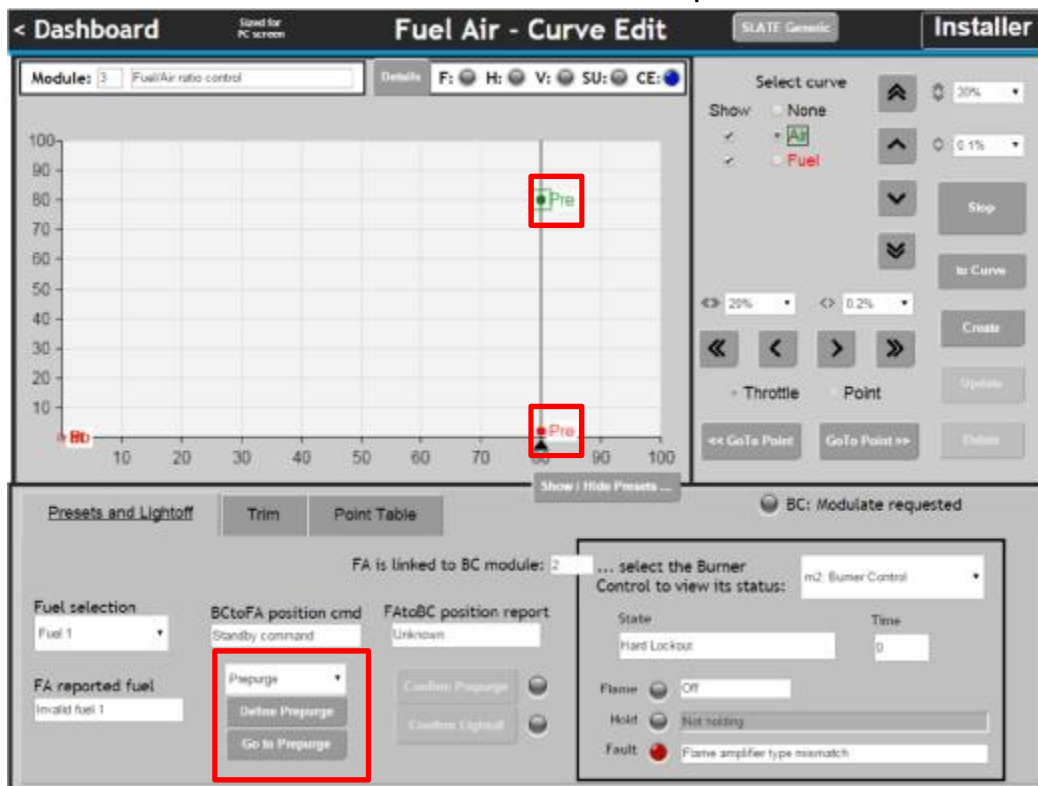 < Dashboard
Sized for
PC screen
Fuel Air - Curve Edit
SLATE Generic
Installer
Module: 3 Fuel/Air ratio control
Details
F: H: V: SU: CE:
Select curve
Show
None
Air
Fuel
20%
0.1%
Stop
to Curve
Create
Update
Delete
20%
0.2%
Throttle
Point
<< GoTo Point
GoTo Point >>
100
90
80
70
60
50
40
30
20
10
Pre
Pre
10 20 30 40 50 60 70 80 90 100
Show / Hide Presets ...
Presets and Lightoff
Trim
Point Table
BC: Modulate requested
FA is linked to BC module: 2
... select the Burner
Control to view its status:
m2: Burner Control
Fuel selection
Fuel 1
BCtoFA position cmd
Standby command
FAtoBC position report
Unknown
State
Hard Lockout
Time
0
FA reported fuel
Invalid fuel 1
Prepurge
Define Prepurge
Go to Prepurge
Confirm Prepurge
Confirm Lightoff
Flame
Off
Hold
Not holding
Fault
Flame amplifier type mismatch